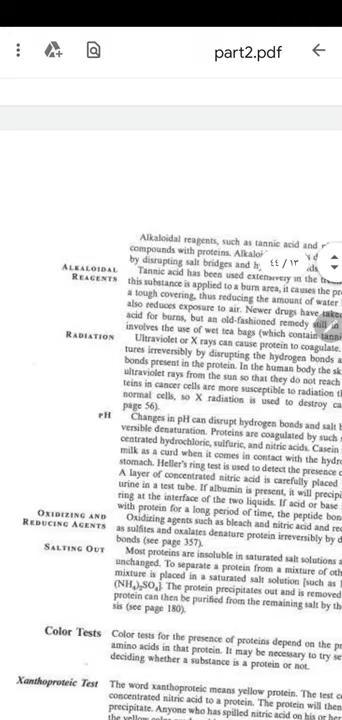 part2.pdf
١٣ / ٤٤
Alkaloidal reagents, such as tannic acid and
compounds with proteins.
by disrupting salt bridges and
ALKALOIDAL
REAGENTS
Tannic acid has been used extensively in the
this substance is applied to a burn area, it causes the
a tough covering, thus reducing the amount of water
also reduces exposure to air. Newer drugs have
acid for burns, but an old-fashioned remedy still
involves the use of wet tea bags (which contain
RADIATION
Ultraviolet or X rays can cause protein to coagulate.
tures irreversibly by disrupting the hydrogen bonds
bonds present in the protein. In the human body the
ultraviolet rays from the sun so that they do not reach
teins in cancer cells are more susceptible to radiation
normal cells, so X radiation is used to destroy
page 56).
pH
Changes in pH can disrupt hydrogen bonds and salt
versible denaturation. Proteins are coagulated by such
centrated hydrochloric, sulfuric, and nitric acids. Casein
milk as a curd when it comes in contact with the
stomach. Heller's ring test is used to detect the presence
A layer of concentrated nitric acid is carefully placed
urine in a test tube. If albumin is present, it will
ring at the interface of the two liquids. If acid or base
with protein for a long period of time, the peptide
OXIDIZING AND
REDUCING AGENTS
Oxidizing agents such as bleach and nitric acid and
as sulfites and oxalates denature protein irreversibly by
bonds (see page 357).
SALTING OUT
Most proteins are insoluble in saturated salt solutions
unchanged. To separate a protein from a mixture of
mixture is placed in a saturated salt solution [such as
(NH₄)₂SO₄]. The protein precipitates out and is removed
protein can then be purified from the remaining salt by
sis (see page 180).
Color Tests
Color tests for the presence of proteins depend on the
amino acids in that protein. It may be necessary to try
deciding whether a substance is a protein or not.
Xanthoproteic Test
The word xanthoproteic means yellow protein. The test
concentrated nitric acid to a protein. The protein will then
precipitate. Anyone who has spilled nitric acid on his or